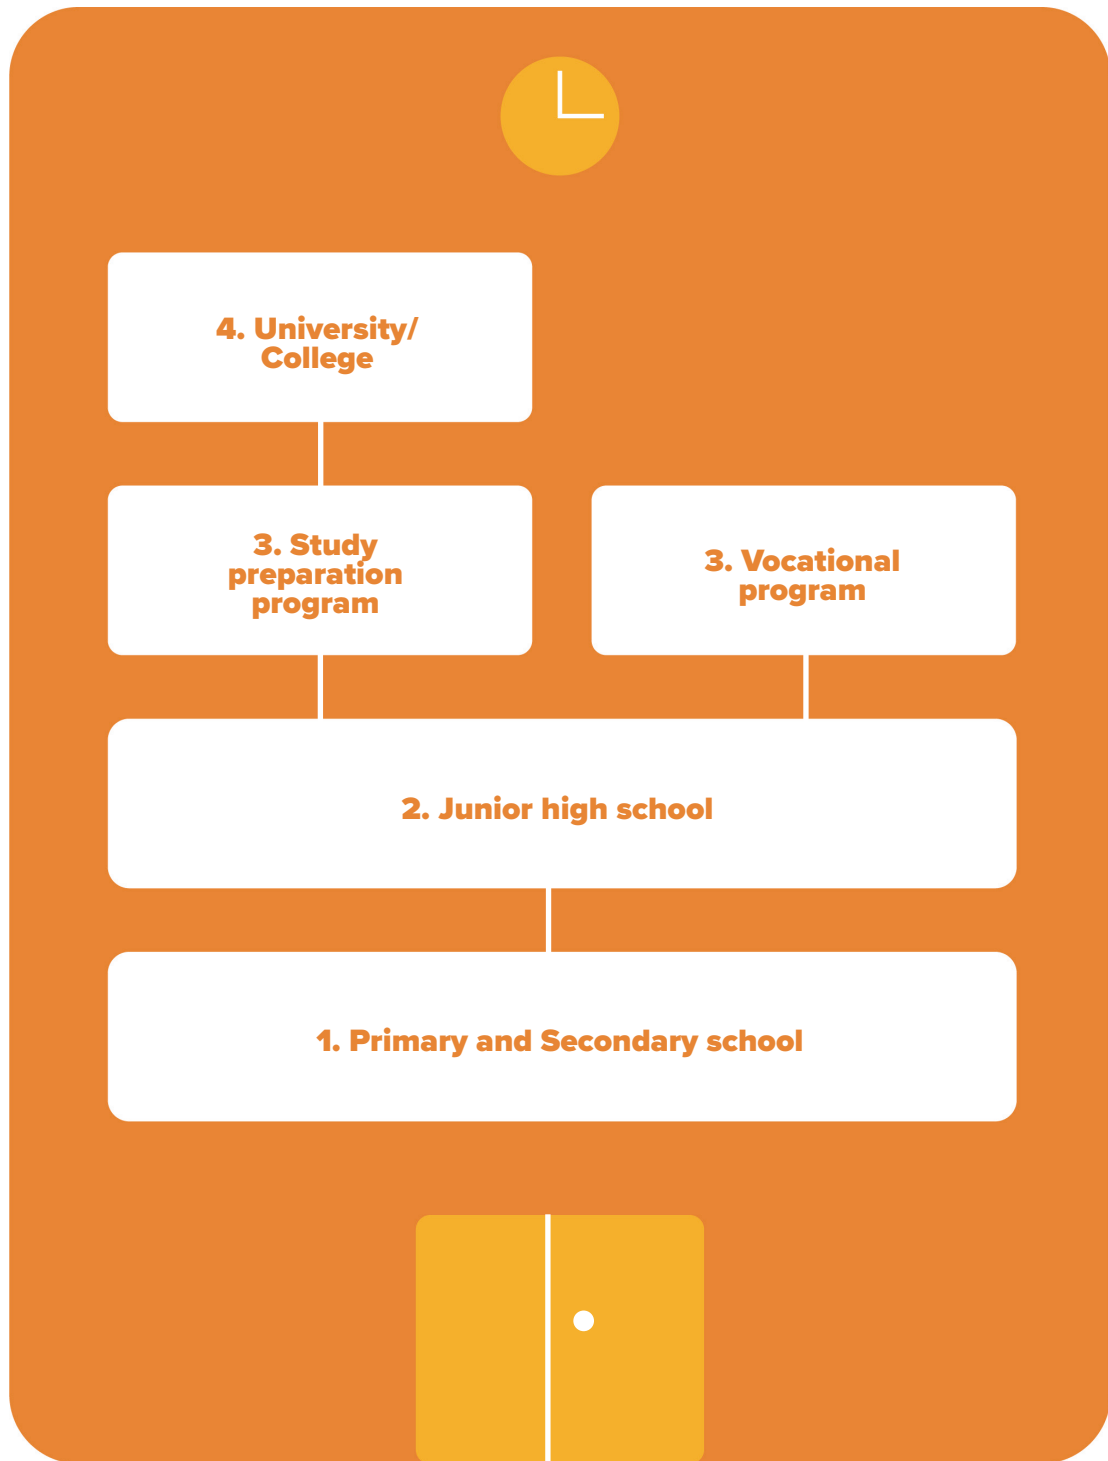 4. University/
College
3. Study
preparation
program
3. Vocational
program
2. Junior high school
1. Primary and Secondary school